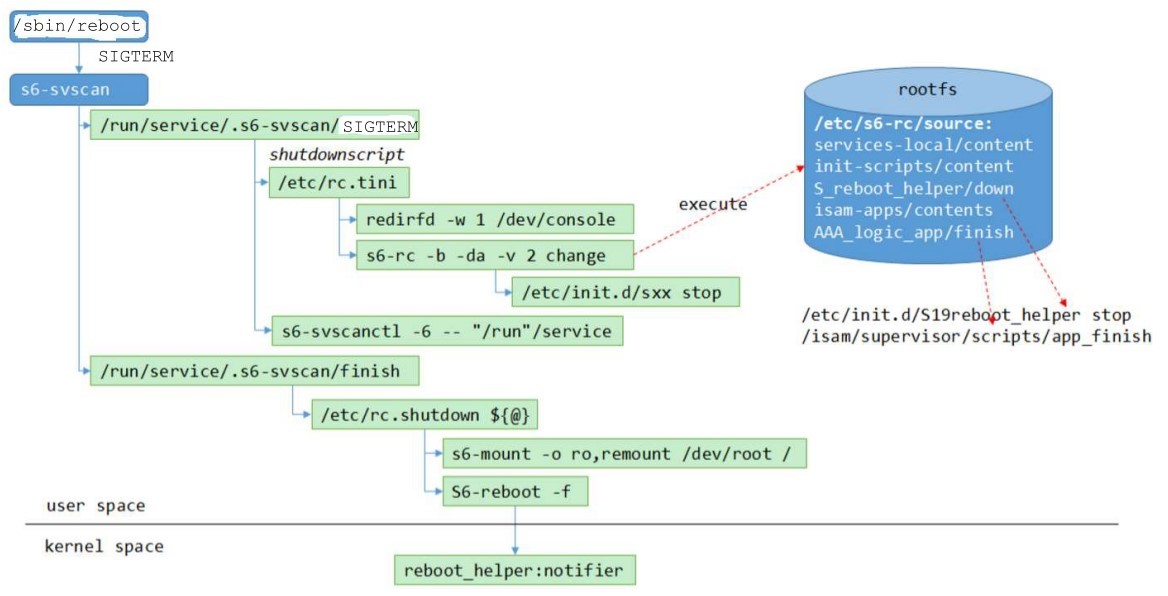 /sbin/reboot
SIGTERM
s6-svscan
/run/service/.s6-svscan/SIGTERM
shutdownscript
/etc/rc.tini
redirfd -w 1 /dev/console
s6-rc -b -da -v 2 change
/etc/init.d/sxx stop
s6-svscanctl -6 -- "/run"/service
/run/service/.s6-svscan/finish
/etc/rc.shutdown ${@}
s6-mount -o ro,remount /dev/root /
S6-reboot -f
user space
kernel space
reboot_helper:notifier
execute
rootfs
/etc/s6-rc/source:
services-local/content
init-scripts/content
S_reboot_helper/down
isam-apps/contents
AAA_logic_app/finish
/etc/init.d/S19reboot_helper stop
/isam/supervisor/scripts/app_finish